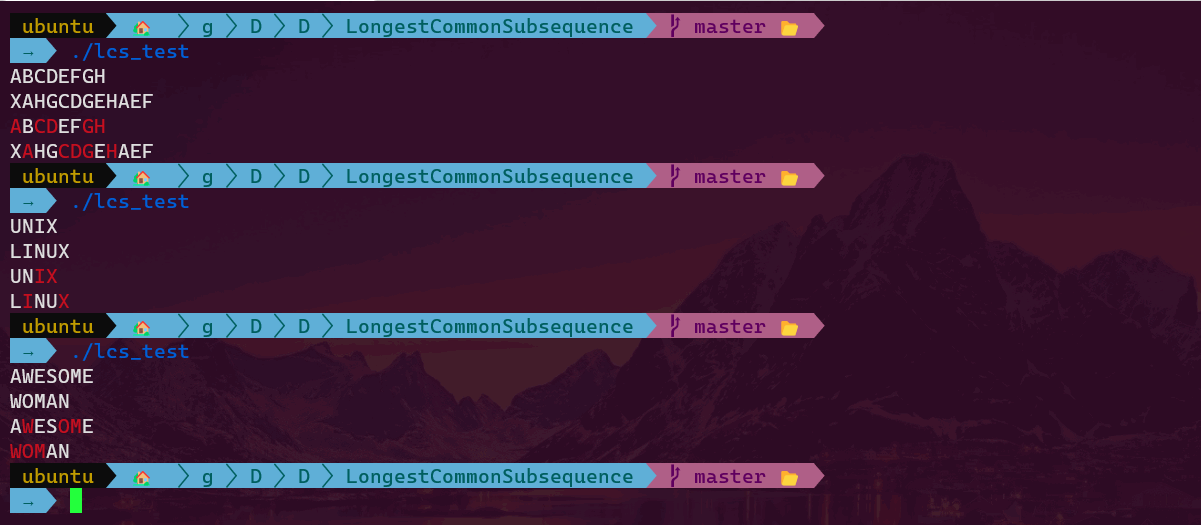 ubuntu g D D LongestCommonSubsequence master
→ ./lcs_test
ABCDEFGH
XAHGCDGEHAEF
ABCDEFGH
XAHGCDGEHAEF
ubuntu g D D LongestCommonSubsequence master
→ ./lcs_test
UNIX
LINUX
UNIX
LINUX
ubuntu g D D LongestCommonSubsequence master
→ ./lcs_test
AWESOME
WOMAN
AWESOME
WOMAN
ubuntu g D D LongestCommonSubsequence master
→